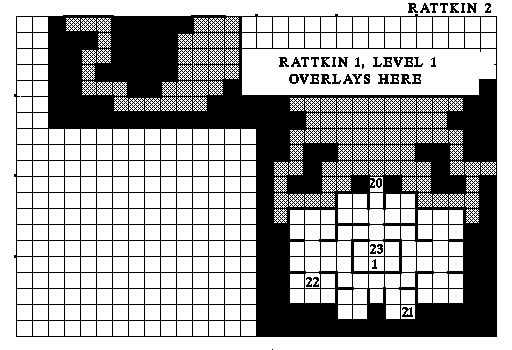 RATTKIN 2
RATTKIN 1, LEVEL 1
OVERLAYS HERE
20
23
1
22
21